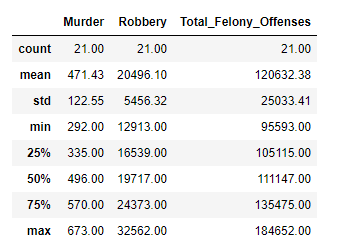 Murder Robbery Total_Felony_Offenses
count 21.00 21.00 21.00
mean 471.43 20496.10 120632.38
std 122.55 5456.32 25033.41
min 292.00 12913.00 95593.00
25% 335.00 16539.00 105115.00
50% 496.00 19717.00 111147.00
75% 570.00 24373.00 135475.00
max 673.00 32562.00 184652.00